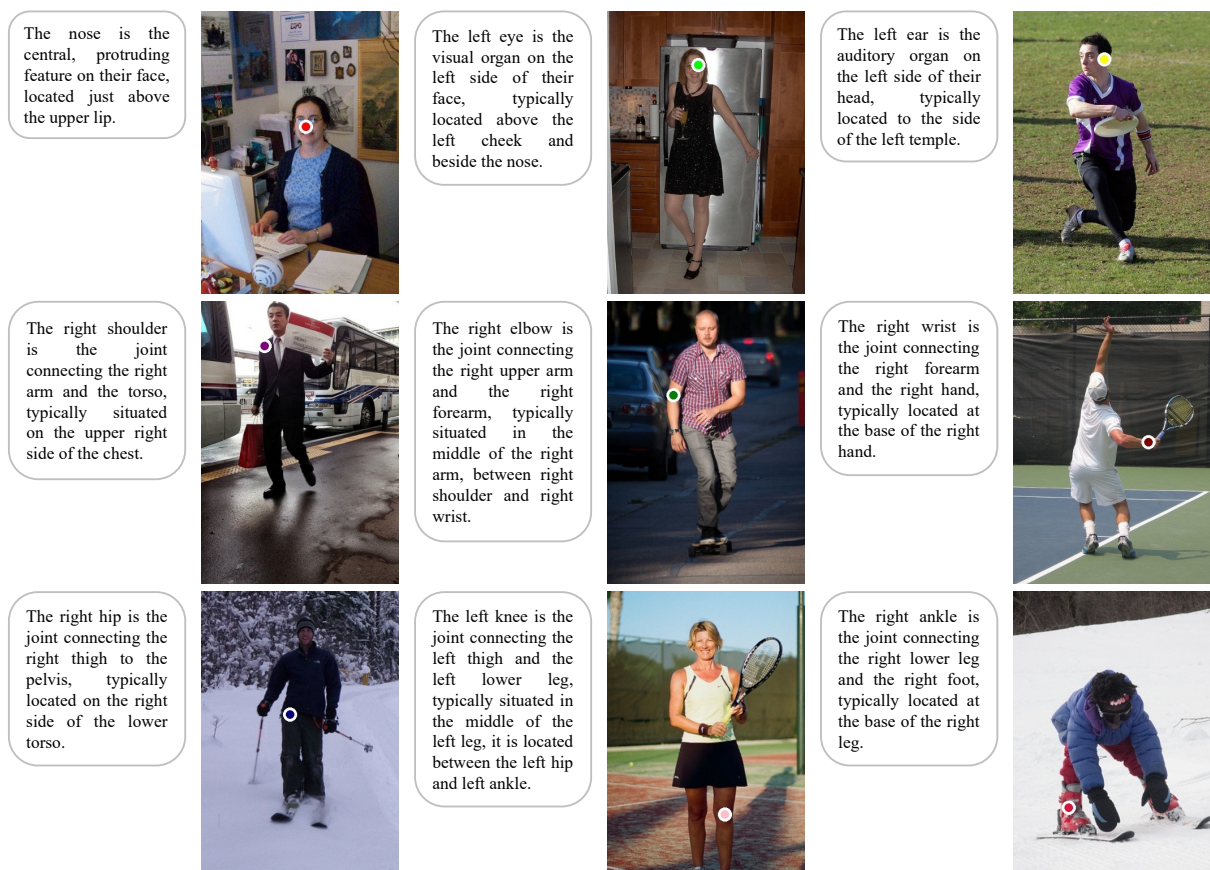 The nose is the
central, protruding
feature on their face,
located just above
the upper lip.
The left eye is the
visual organ on the
left side of their
face, typically
located above the
left cheek and
beside the nose.
The left ear is the
auditory organ on
the left side of their
head, typically
located to the side
of the left temple.
The right shoulder
is the joint
connecting the right
arm and the torso,
typically situated
on the upper right
side of the chest.
The right elbow is
the joint connecting
the right upper arm
and the right
forearm, typically
situated in the
middle of the right
arm, between right
shoulder and right
wrist.
The right wrist is
the joint connecting
the right forearm
and the right hand,
typically located at
the base of the right
hand.
The right hip is the
joint connecting the
right thigh to the
pelvis, typically
located on the right
side of the lower
torso.
The left knee is the
joint connecting the
left thigh and the
left lower leg,
typically situated in
the middle of the
left leg, it is located
between the left hip
and left ankle.
The right ankle is
the joint connecting
the right lower leg
and the right foot,
typically located at
the base of the right
leg.